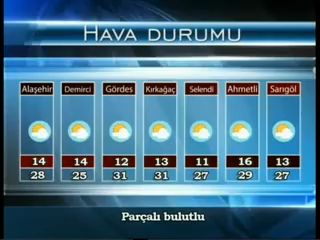 HAVA DURUMU
Alaşehir Demirci Gördes Kırkağaç Selendi Ahmetli Sarıgöl
14 14 12 13 11 16 13
28 25 31 31 27 29 27
Parçalı bulutlu